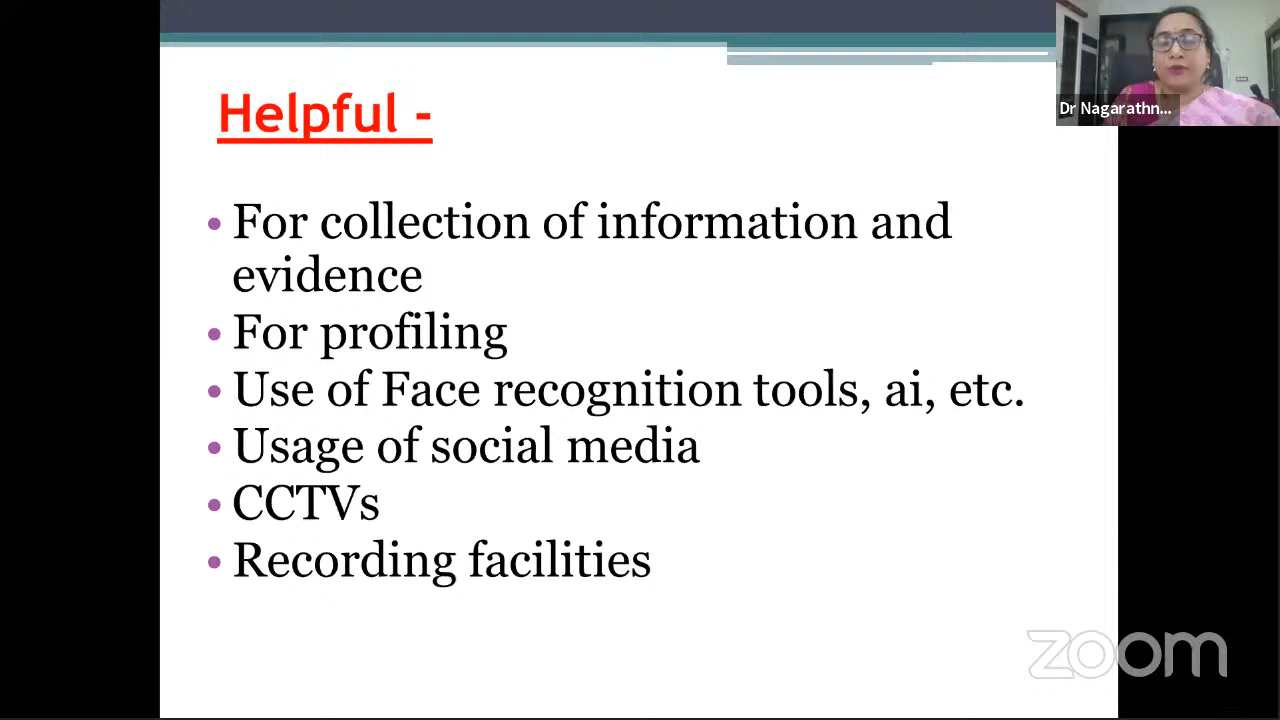 Helpful -
Dr Nagarathn...
• For collection of information and
evidence
• For profiling
• Use of Face recognition tools, ai, etc.
• Usage of social media
• CCTVs
• Recording facilities
zoom